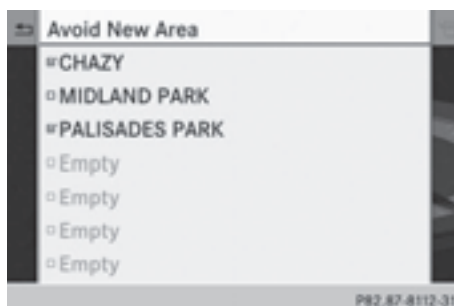 Avoid New Area
CHAZY
MIDLAND PARK
PALISADES PARK
Empty
Empty
Empty
Empty
P82.87-8112-31